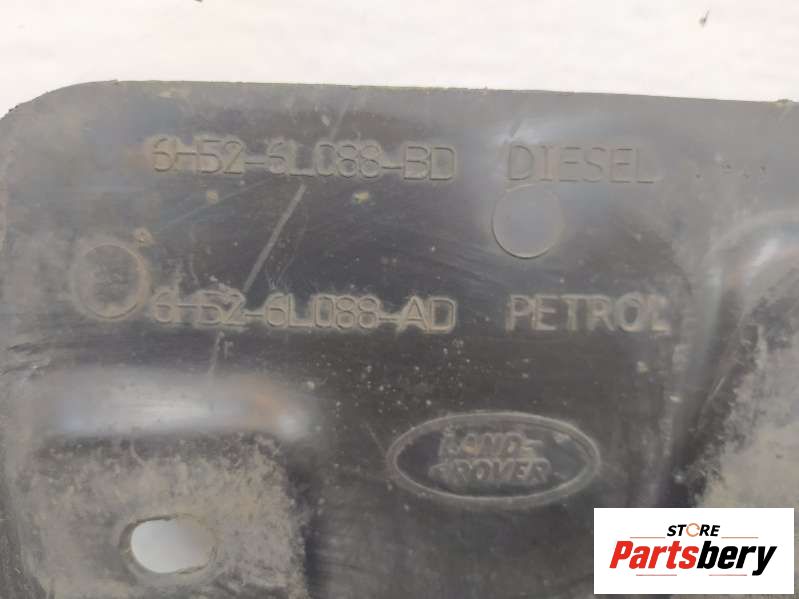 6H52-6L088-BD DIESEL
6H52-6L088-AD PETROL
LAND-
ROVER
STORE
Partsbery